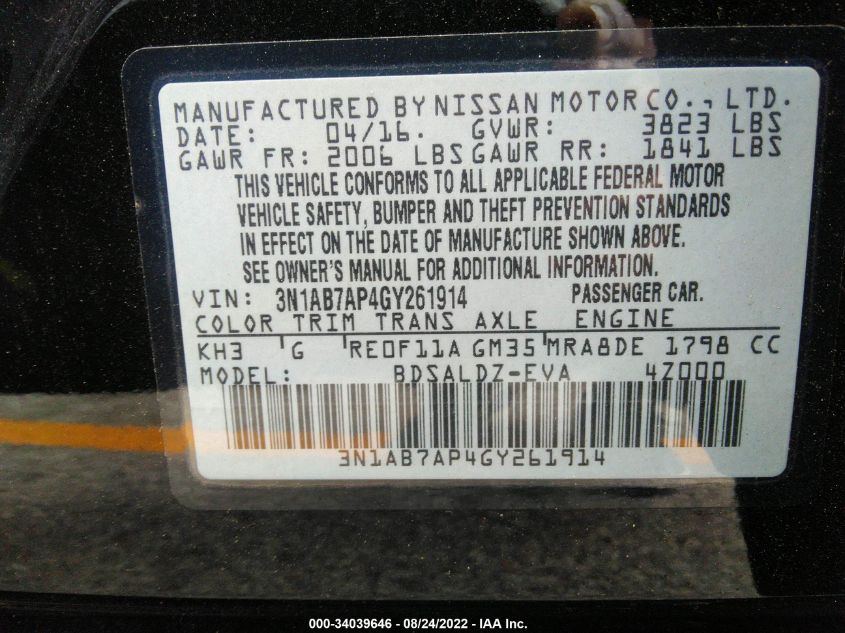 MANUFACTURED BY NISSAN MOTOR CO., LTD.
DATE: 04/16. GVWR: 3823 LBS
GAWR FR: 2006 LBS GAWR RR: 1841 LBS
THIS VEHICLE CONFORMS TO ALL APPLICABLE FEDERAL MOTOR
VEHICLE SAFETY, BUMPER AND THEFT PREVENTION STANDARDS
IN EFFECT ON THE DATE OF MANUFACTURE SHOWN ABOVE.
SEE OWNER'S MANUAL FOR ADDITIONAL INFORMATION.
VIN: 3N1AB7AP4GY261914 PASSENGER CAR.
COLOR TRIM TRANS AXLE ENGINE
KH3 G RE0F11A GM35 MRA8DE 1798 CC
MODEL: BDSALDZ-EVA 4Z000
3N1AB7AP4GY261914
000-34039646 - 08/24/2022 - IAA Inc.